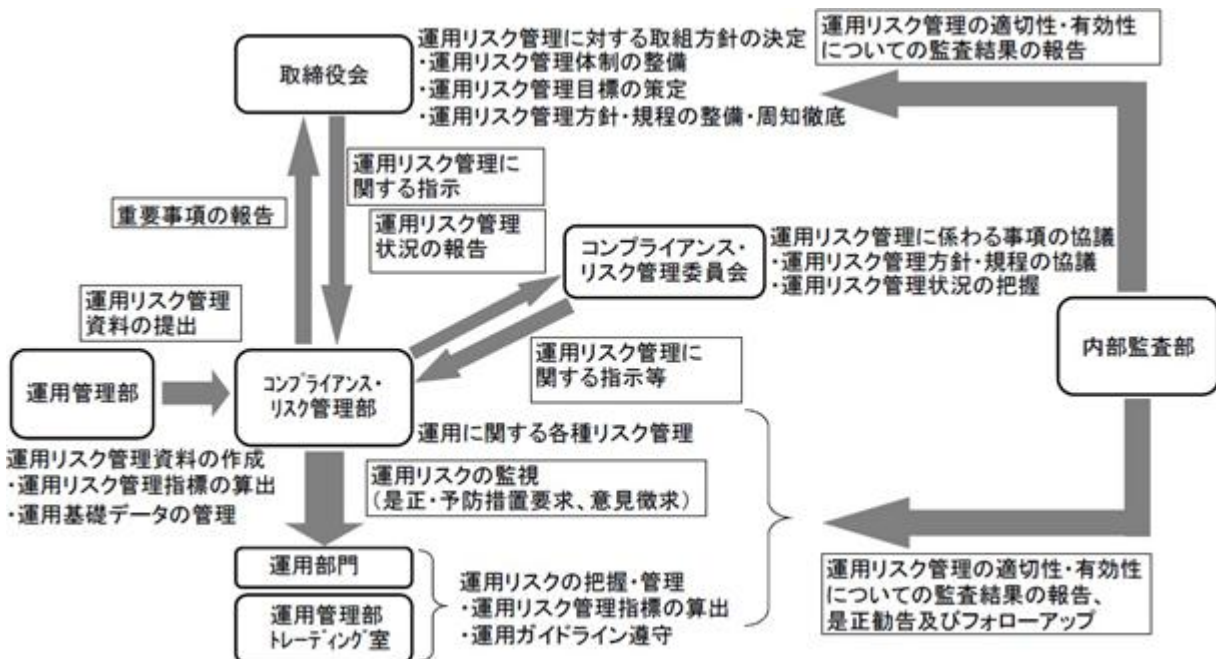 取締役会
運用リスク管理に対する取組方針の決定
・運用リスク管理体制の整備
・運用リスク管理目標の策定
・運用リスク管理方針・規程の整備・周知徹底
運用リスク管理の適切性・有効性
についての監査結果の報告
重要事項の報告
運用リスク管理に
関する指示
運用リスク管理
状況の報告
コンプライアンス・
リスク管理委員会
運用リスク管理に係わる事項の協議
・運用リスク管理方針・規程の協議
・運用リスク管理状況の把握
運用リスク管理
資料の提出
運用管理部
コンプライアンス・
リスク管理部
運用リスク管理に
関する指示等
内部監査部
運用に関する各種リスク管理
運用リスク管理資料の作成
・運用リスク管理指標の算出
・運用基礎データの管理
運用リスクの監視
(是正・予防措置要求、意見徴求)
運用部門
運用管理部
トレーディング室
運用リスクの把握・管理
・運用リスク管理指標の算出
・運用ガイドライン遵守
運用リスク管理の適切性・有効性
についての監査結果の報告、
是正勧告及びフォローアップ